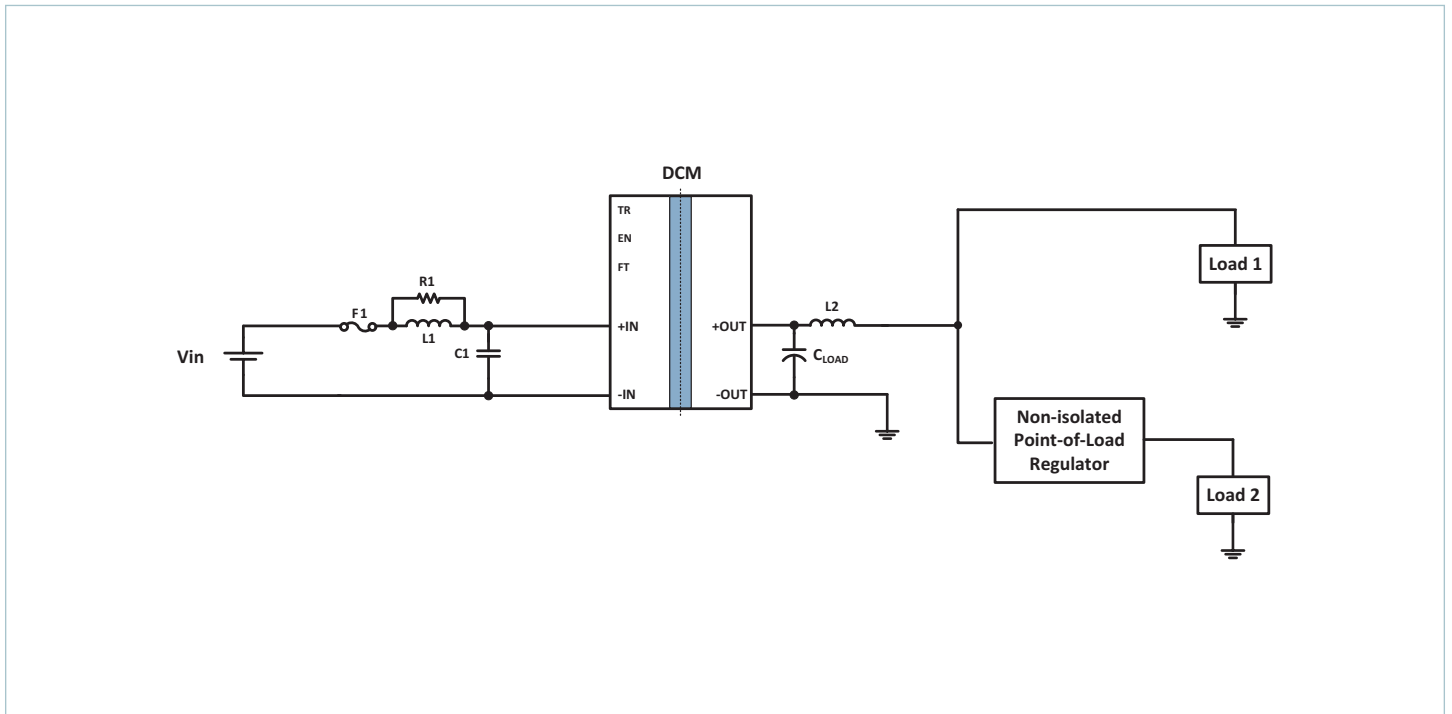 DCM
TR
EN
FT
+IN
-IN
+OUT
-OUT
Vin
F1
R1
L1
C1
L2
CLOAD
Load 1
Non-isolated
Point-of-Load
Regulator
Load 2